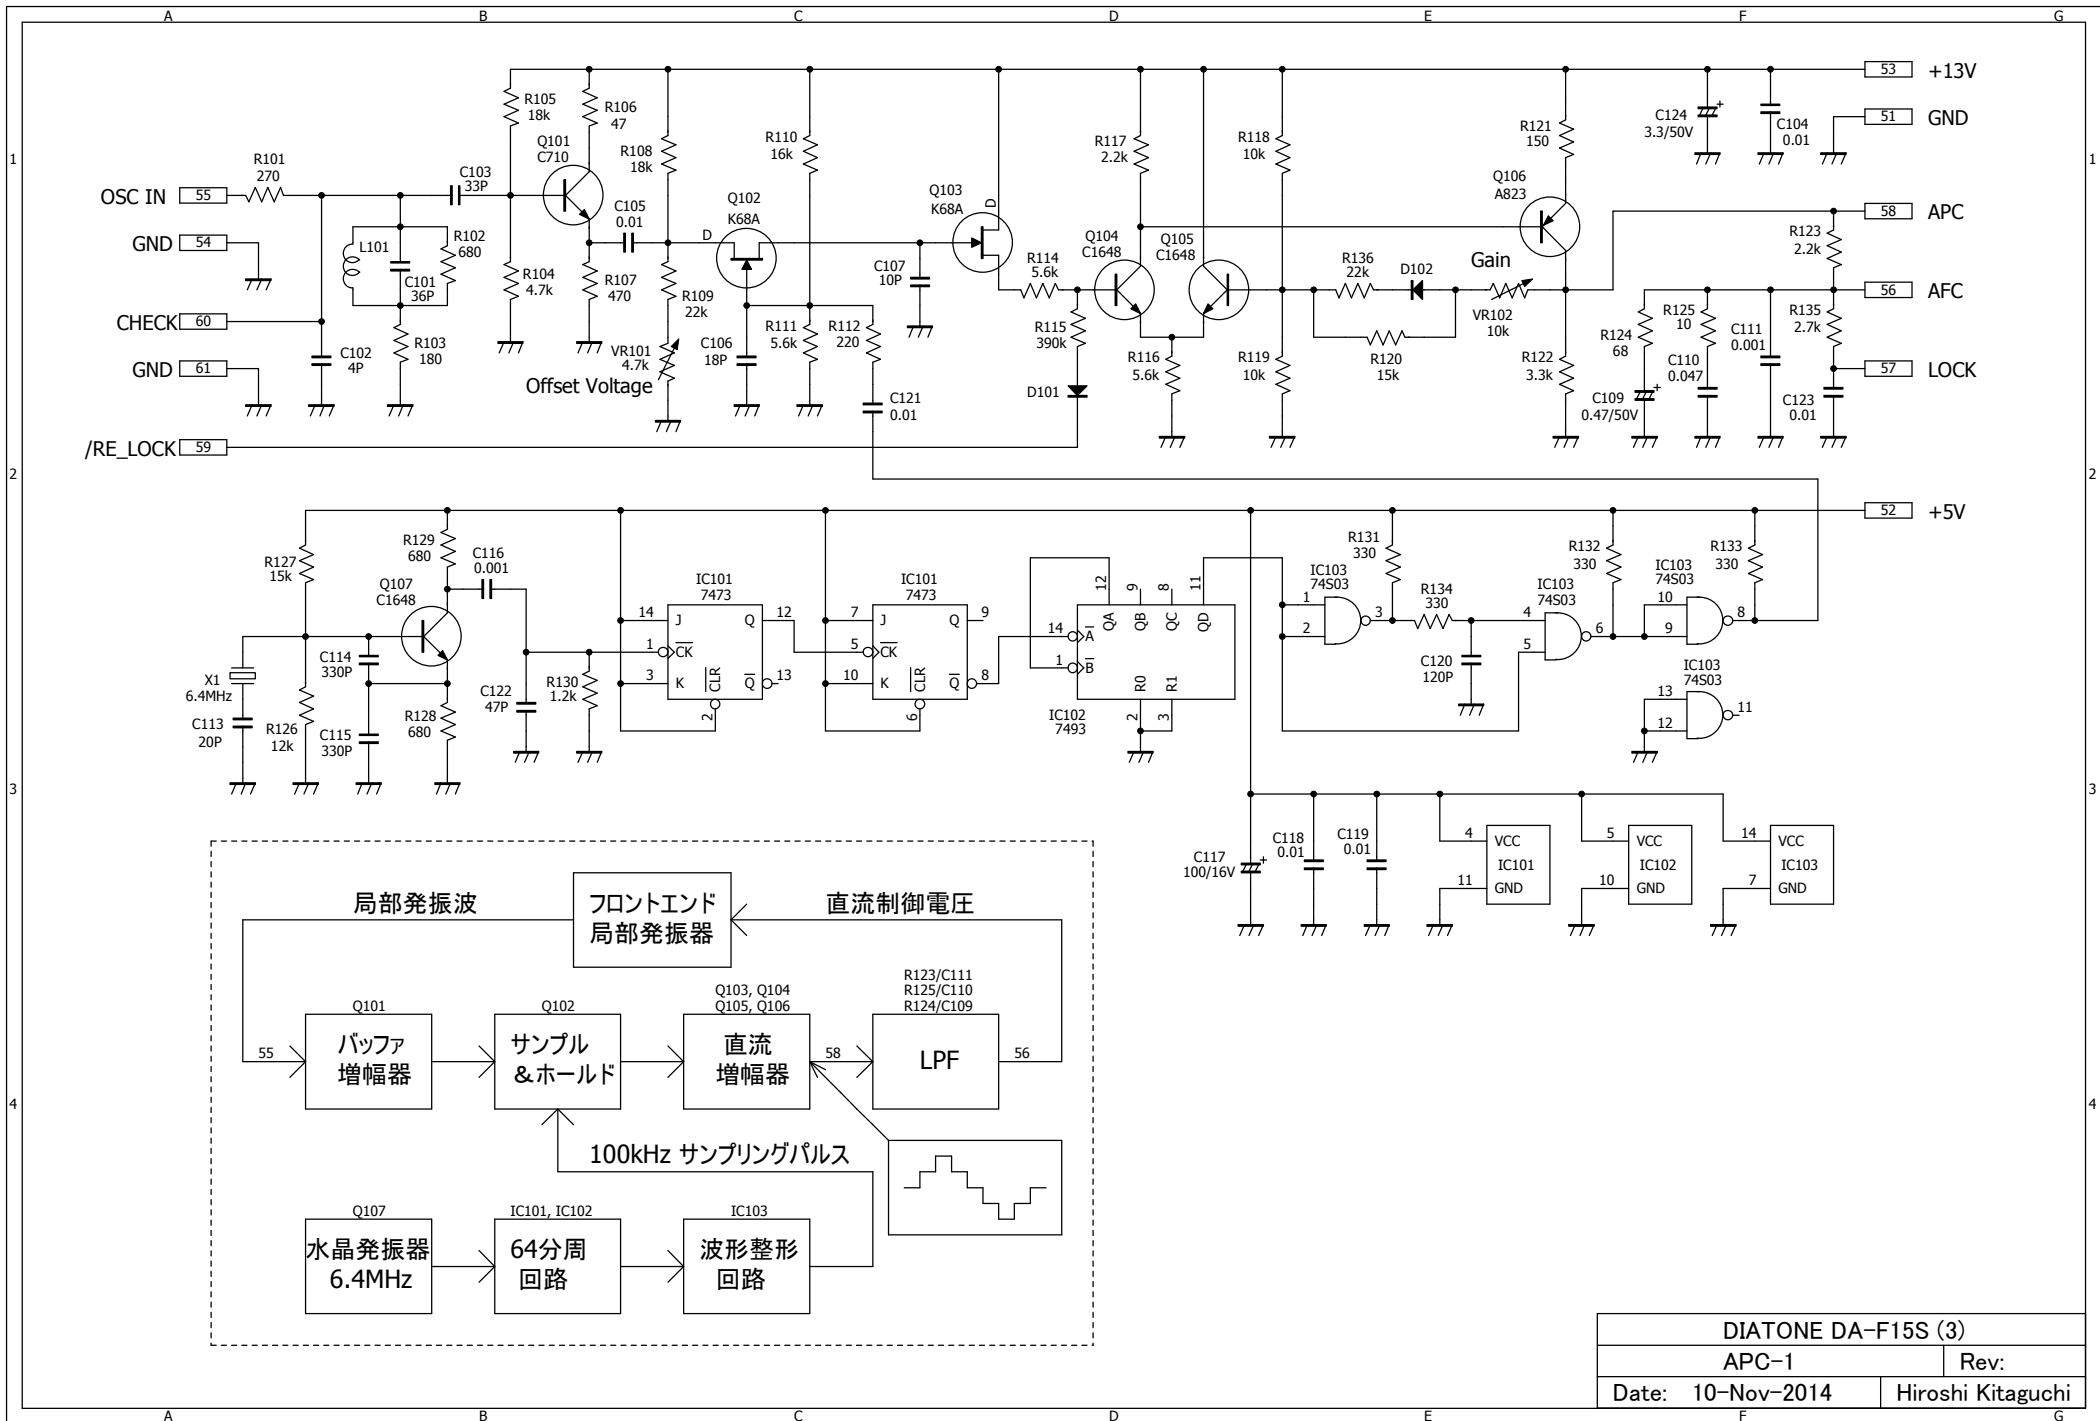 A B C D E F G
1
2
3
4
1
2
3
4
A B C D E F G
53 +13V
51 GND
58 APC
56 AFC
57 LOCK
52 +5V
OSC IN 55
GND 54
CHECK 60
GND 61
/RE_LOCK 59
R101
270
C102
4P
L101
C101
36P
R102
680
R103
180
C103
33P
R105
18k
R104
4.7k
Q101
C710
R106
47
R107
470
C105
0.01
R108
18k
R109
22k
VR101
4.7k
Offset Voltage
Q102
K68A
D
C106
18P
R110
16k
R111
5.6k
R112
220
C121
0.01
C107
10P
Q103
K68A
D
R114
5.6k
R115
390k
D101
Q104
C1648
Q105
C1648
R117
2.2k
R116
5.6k
R118
10k
R119
10k
R136
22k
D102
R120
15k
Gain
VR102
10k
Q106
A823
R121
150
R122
3.3k
C124
3.3/50V
+
C104
0.01
R123
2.2k
R124
68
C109
0.47/50V
+
R125
10
C110
0.047
C111
0.001
R135
2.7k
C123
0.01
X1
6.4MHz
C113
20P
R127
15k
R126
12k
C114
330P
C115
330P
Q107
C1648
R129
680
R128
680
C116
0.001
C122
47P
R130
1.2k
IC101
7473
14 J Q 12
1 CK
3 K CLR Q 13
2
IC101
7473
7 J Q 9
5 CK
10 K CLR Q 8
6
12 9 8 11
QA QB QC QD
14 A
1 B
R0 R1
2 3
IC102
7493
IC103
74S03
1
2
3
R131
330
R134
330
C120
120P
IC103
74S03
4
5
6
R132
330
IC103
74S03
10
9
8
R133
330
IC103
74S03
13
12
11
C117
100/16V
+
C118
0.01
C119
0.01
4 VCC
IC101
11 GND
5 VCC
IC102
10 GND
14 VCC
IC103
7 GND
局部発振波
フロントエンド
局部発振器
直流制御電圧
55
Q101
バッファ
増幅器
Q102
サンプル
&ホールド
Q103, Q104
Q105, Q106
直流
増幅器
58
R123/C111
R125/C110
R124/C109
LPF
56
100kHz サンプリングパルス
Q107
水晶発振器
6.4MHz
IC101, IC102
64分周
回路
IC103
波形整形
回路
DIATONE DA-F15S (3)
APC-1 Rev:
Date: 10-Nov-2014 Hiroshi Kitaguchi